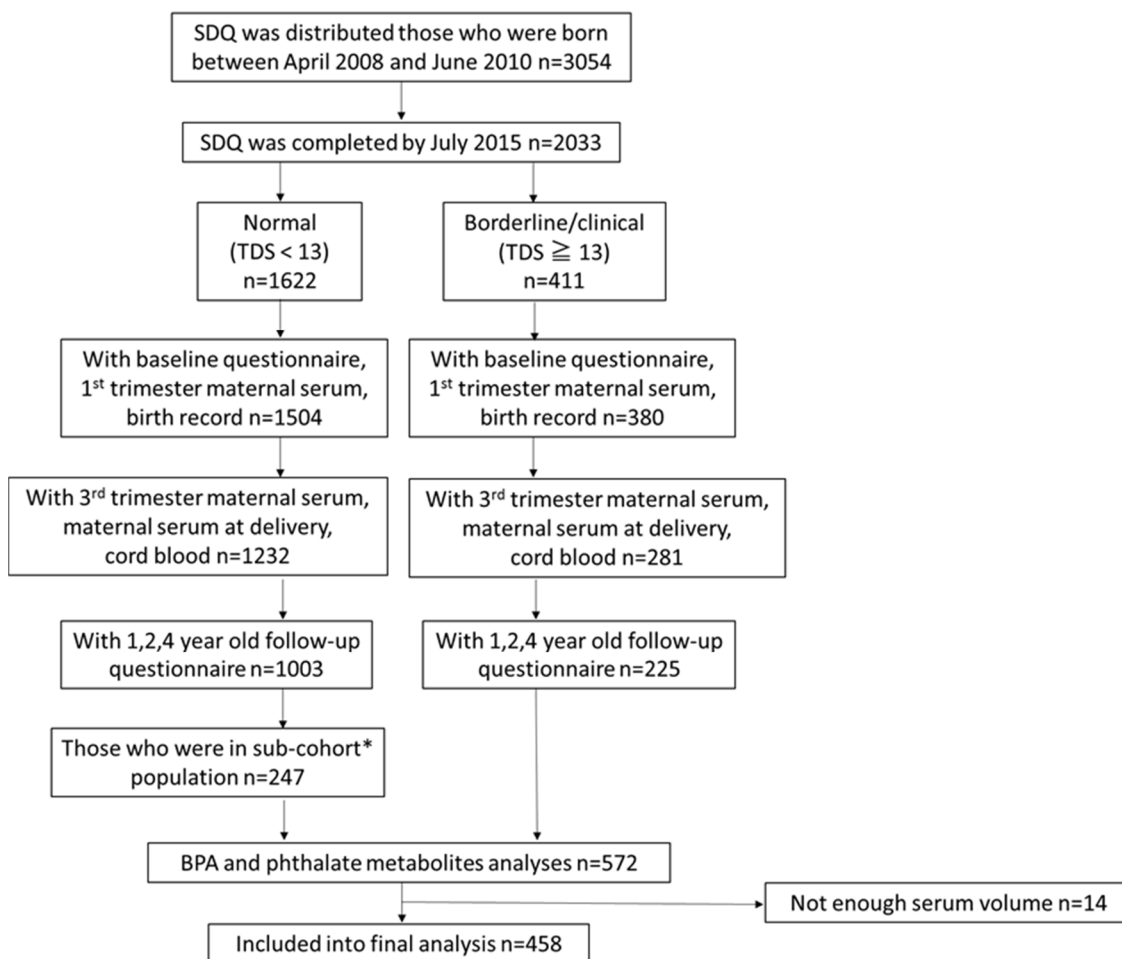 SDQ was distributed those who were born
between April 2008 and June 2010 n=3054
SDQ was completed by July 2015 n=2033
Normal
(TDS < 13)
n=1622
Borderline/clinical
(TDS ≧ 13)
n=411
With baseline questionnaire,
1st trimester maternal serum,
birth record n=1504
With baseline questionnaire,
1st trimester maternal serum,
birth record n=380
With 3rd trimester maternal serum,
maternal serum at delivery,
cord blood n=1232
With 3rd trimester maternal serum,
maternal serum at delivery,
cord blood n=281
With 1,2,4 year old follow-up
questionnaire n=1003
With 1,2,4 year old follow-up
questionnaire n=225
Those who were in sub-cohort*
population n=247
BPA and phthalate metabolites analyses n=572
Not enough serum volume n=14
Included into final analysis n=458